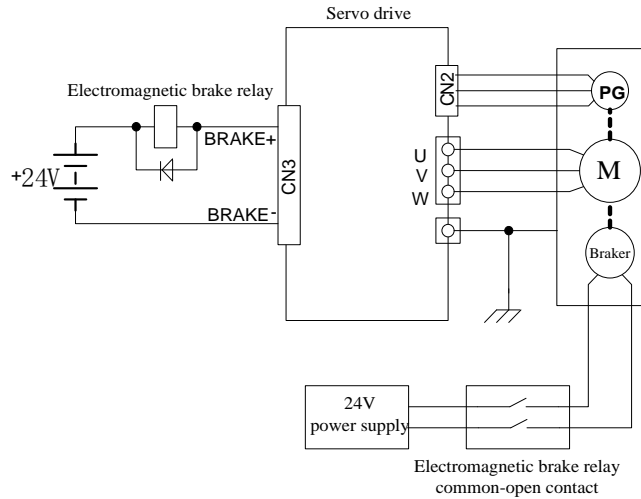 Servo drive
Electromagnetic brake relay
BRAKE+
+24V
CN3
BRAKE-
CN2
PG
U
V
W
M
Braker
24V
power supply
Electromagnetic brake relay
common-open contact